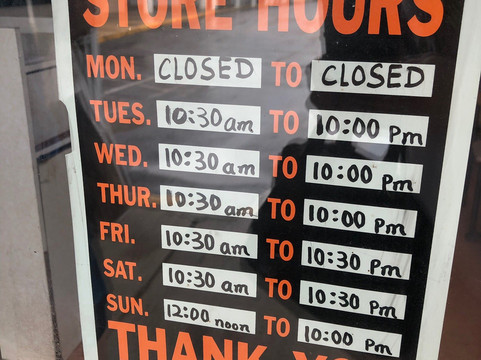 STORE HOURS
MON. CLOSED TO CLOSED
TUES. 10:30 am TO 10:00 Pm
WED. 10:30 am TO 10:00 Pm
THUR. 10:30 am TO 10:00 Pm
FRI. 10:30 am TO 10:30 Pm
SAT. 10:30 am TO 10:30 Pm
SUN. 12:00 noon TO 10:00 Pm
THANK YO